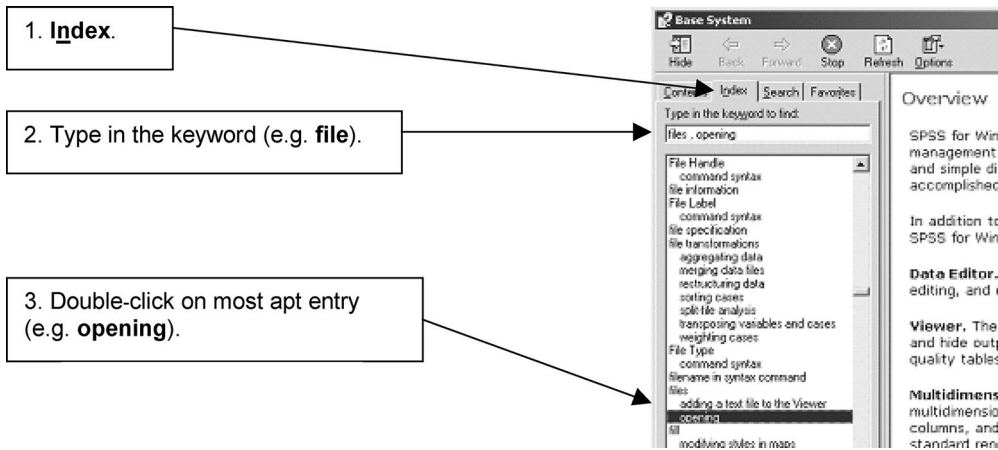 1. Index.
2. Type in the keyword (e.g. file).
3. Double-click on most apt entry
(e.g. opening).
Base System
Hide Back Forward Stop Refresh Options
Contents Index Search Favorites
Type in the keyword to find:
files , opening
File Handle
command syntax
file information
File Label
command syntax
file specification
file transformations
aggregating data
merging data files
restructuring data
sorting cases
split-file analysis
transposing variables and cases
weighting cases
File Type
command syntax
filename in syntax command
files
adding a text file to the Viewer
opening
fill
modifying styles in maps
Overview
SPSS for Win
management
and simple di
accomplished
In addition to
SPSS for Win
Data Editor.
editing, and
Viewer. The
and hide outp
quality tables
Multidimens
multidimensio
columns, and